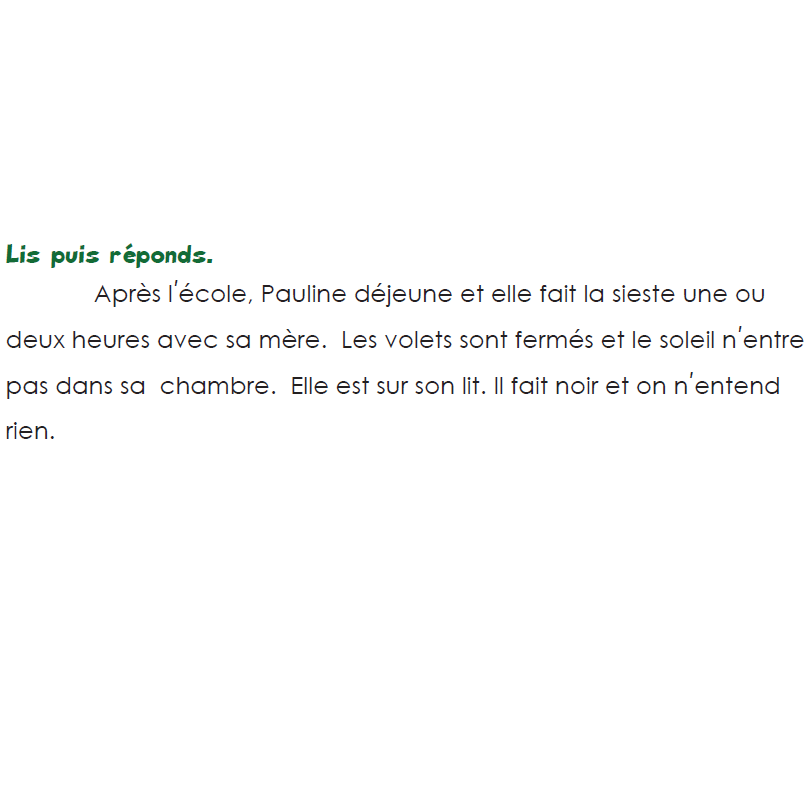 Lis puis réponds.
Après l'école, Pauline déjeune et elle fait la sieste une ou
deux heures avec sa mère.  Les volets sont fermés et le soleil n'entre
pas dans sa  chambre.  Elle est sur son lit. Il fait noir et on n'entend
rien.